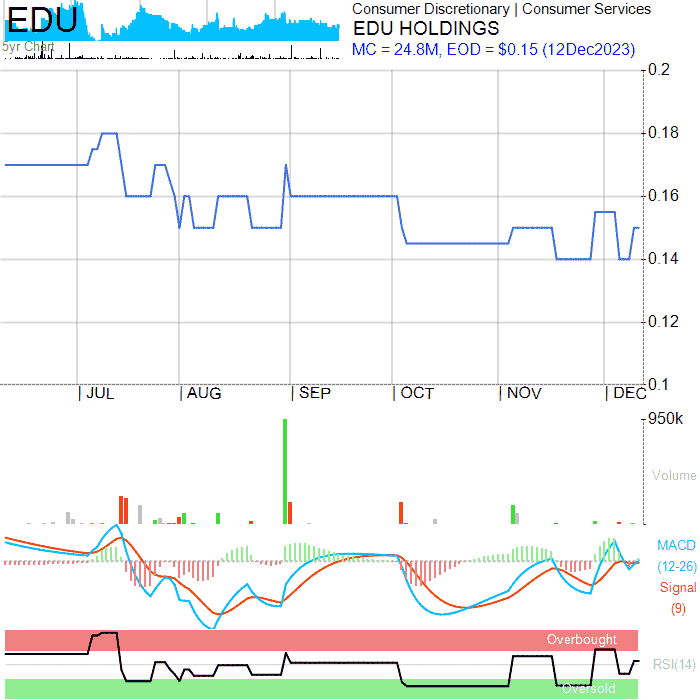 EDU
5yr Chart
Consumer Discretionary | Consumer Services
EDU HOLDINGS
MC = 24.8M, EOD = $0.15 (12Dec2023)
0.2
0.18
0.16
0.14
0.12
0.1
| JUL | AUG | SEP | OCT | NOV | DEC
950k
Volume
MACD
(12-26)
Signal
(9)
Overbought
RSI(14)
Oversold